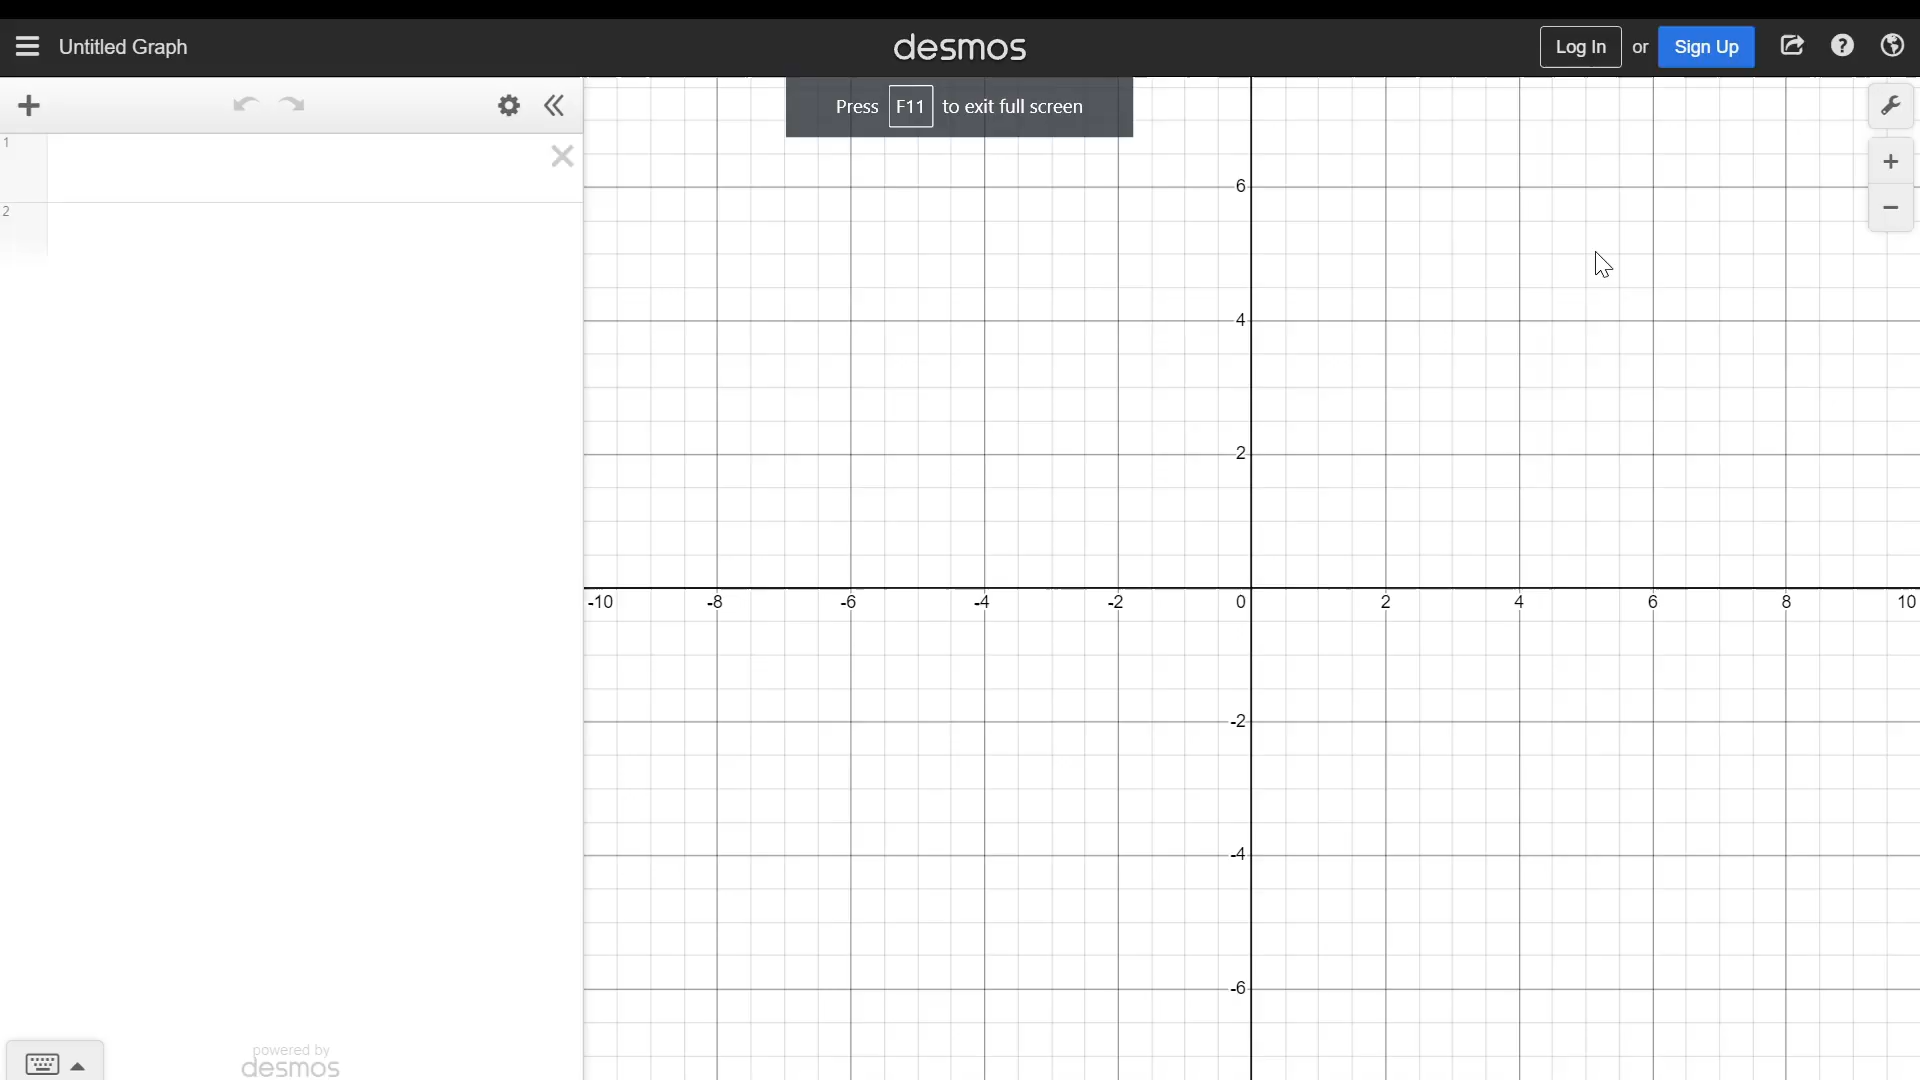 Untitled Graph
desmos
Log In or Sign Up
Press F11 to exit full screen
1
2
6
4
2
-10 -8 -6 -4 -2 0 2 4 6 8 10
-2
-4
-6
powered by
desmos